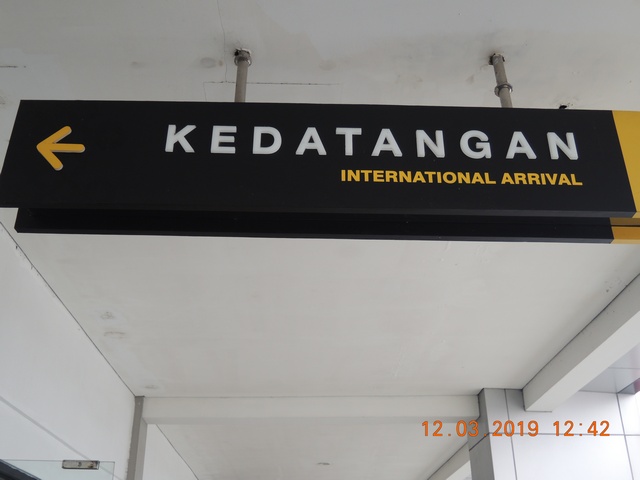 KEDATANGAN
INTERNATIONAL ARRIVAL
12.03 2019 12:42